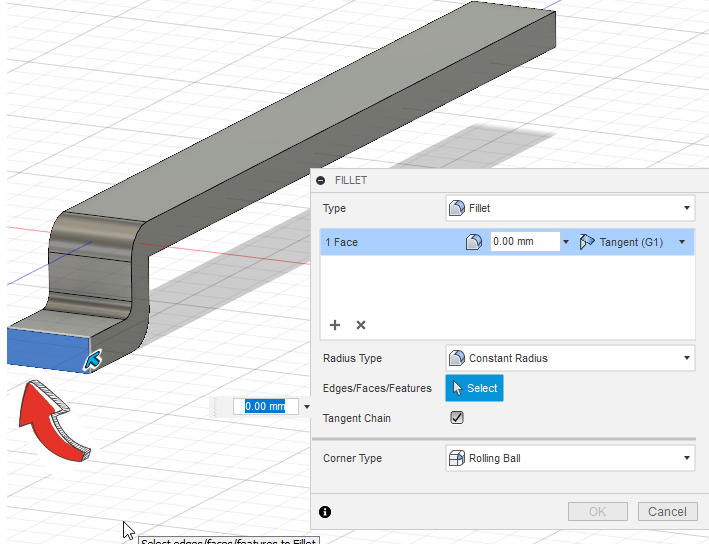 FILLET
Type
Fillet
1 Face
0.00 mm
Tangent (G1)
Radius Type
Constant Radius
Edges/Faces/Features
Select
0.00 mm
Tangent Chain
Corner Type
Rolling Ball
OK
Cancel
Select edges/faces/features to Fillet